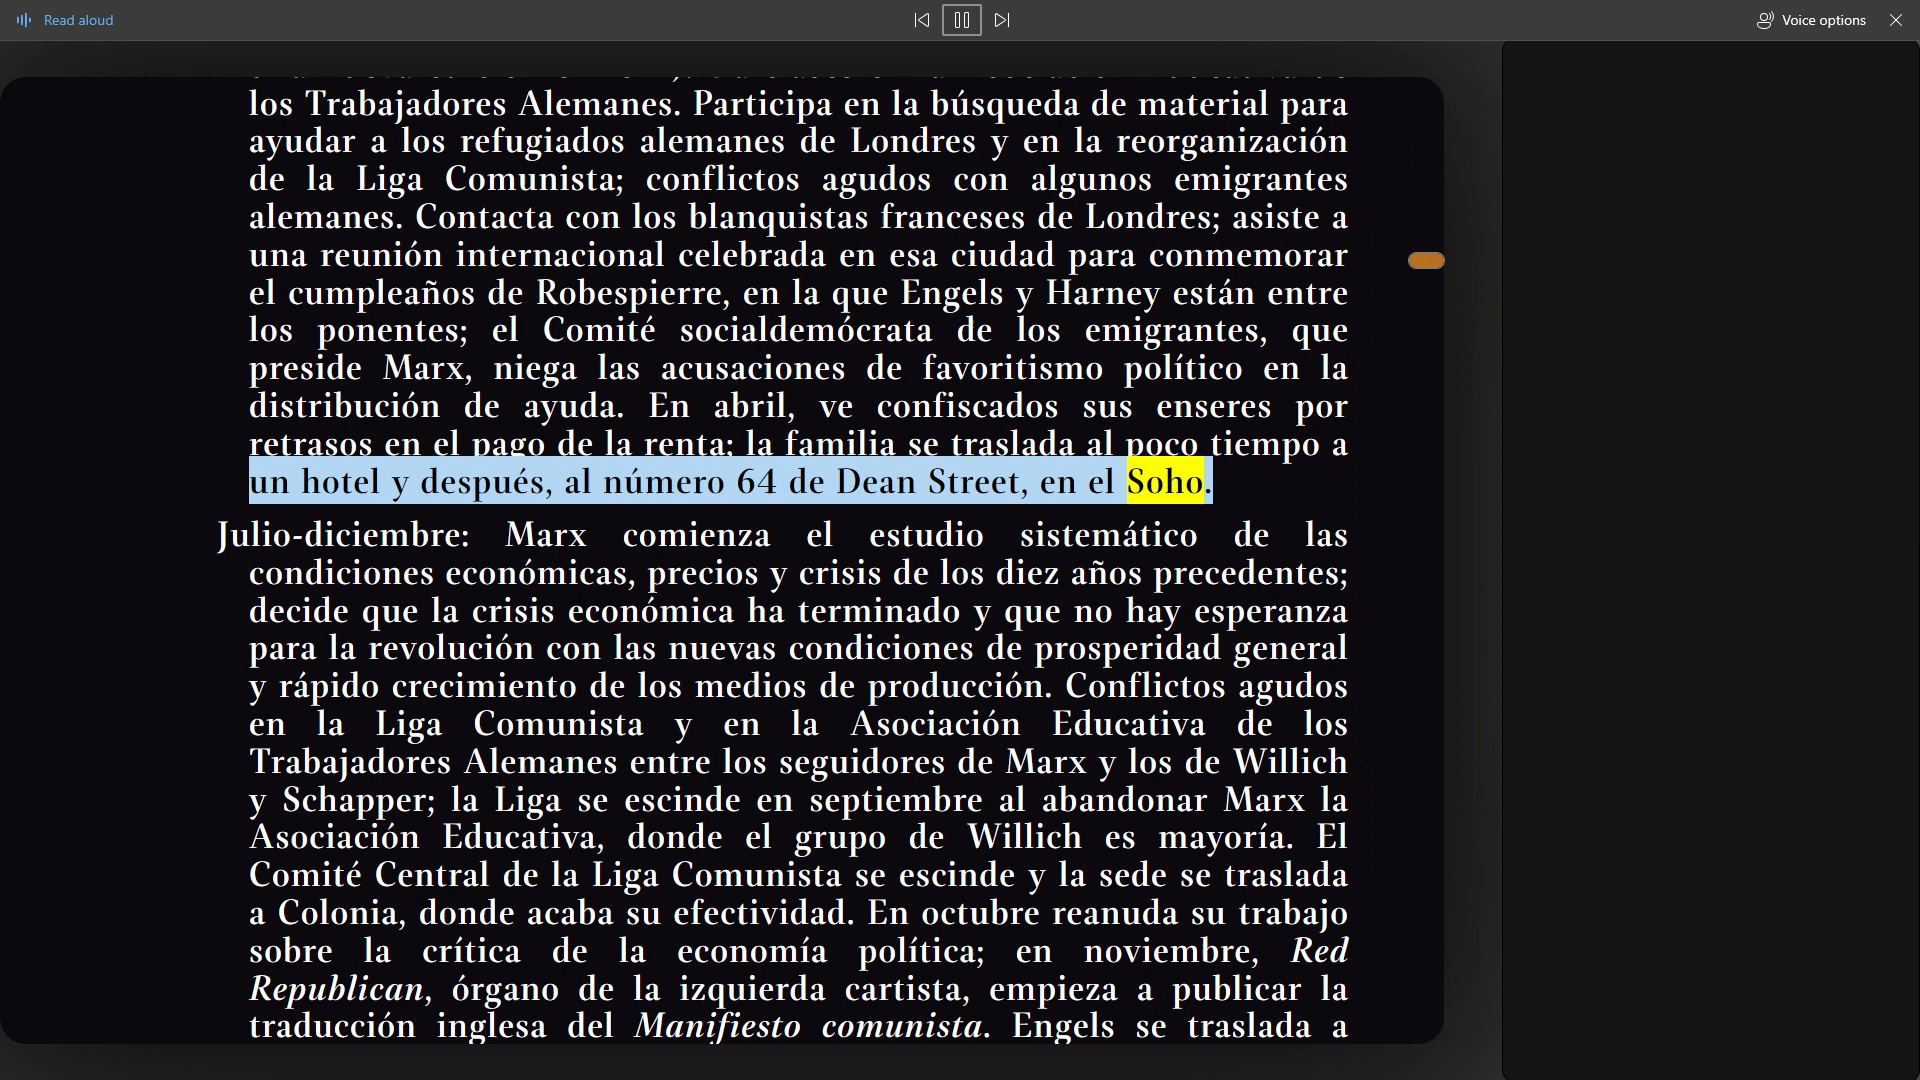 Read aloud
Voice options
los Trabajadores Alemanes. Participa en la búsqueda de material para
ayudar a los refugiados alemanes de Londres y en la reorganización
de la Liga Comunista; conflictos agudos con algunos emigrantes
alemanes. Contacta con los blanquistas franceses de Londres; asiste a
una reunión internacional celebrada en esa ciudad para conmemorar
el cumpleaños de Robespierre, en la que Engels y Harney están entre
los ponentes; el Comité socialdemócrata de los emigrantes, que
preside Marx, niega las acusaciones de favoritismo político en la
distribución de ayuda. En abril, ve confiscados sus enseres por
retrasos en el pago de la renta; la familia se traslada al poco tiempo a
un hotel y después, al número 64 de Dean Street, en el Soho.
Julio-diciembre: Marx comienza el estudio sistemático de las
condiciones económicas, precios y crisis de los diez años precedentes;
decide que la crisis económica ha terminado y que no hay esperanza
para la revolución con las nuevas condiciones de prosperidad general
y rápido crecimiento de los medios de producción. Conflictos agudos
en la Liga Comunista y en la Asociación Educativa de los
Trabajadores Alemanes entre los seguidores de Marx y los de Willich
y Schapper; la Liga se escinde en septiembre al abandonar Marx la
Asociación Educativa, donde el grupo de Willich es mayoría. El
Comité Central de la Liga Comunista se escinde y la sede se traslada
a Colonia, donde acaba su efectividad. En octubre reanuda su trabajo
sobre la crítica de la economía política; en noviembre, Red
Republican, órgano de la izquierda cartista, empieza a publicar la
traducción inglesa del Manifiesto comunista. Engels se traslada a